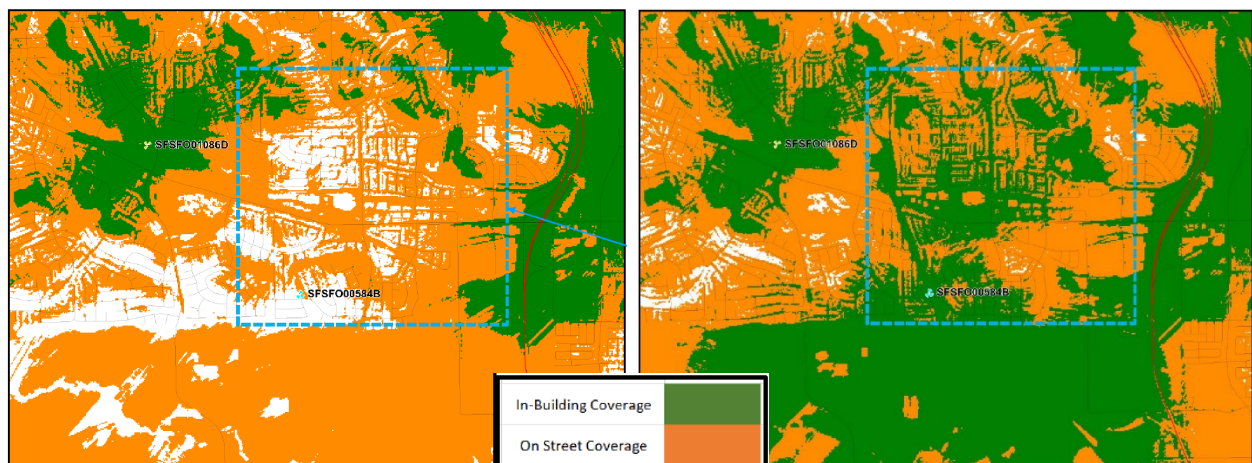 SFSFO01086D
SFSFO01086D
SFSFO00584B
SFSFO00584B
In-Building Coverage
On Street Coverage